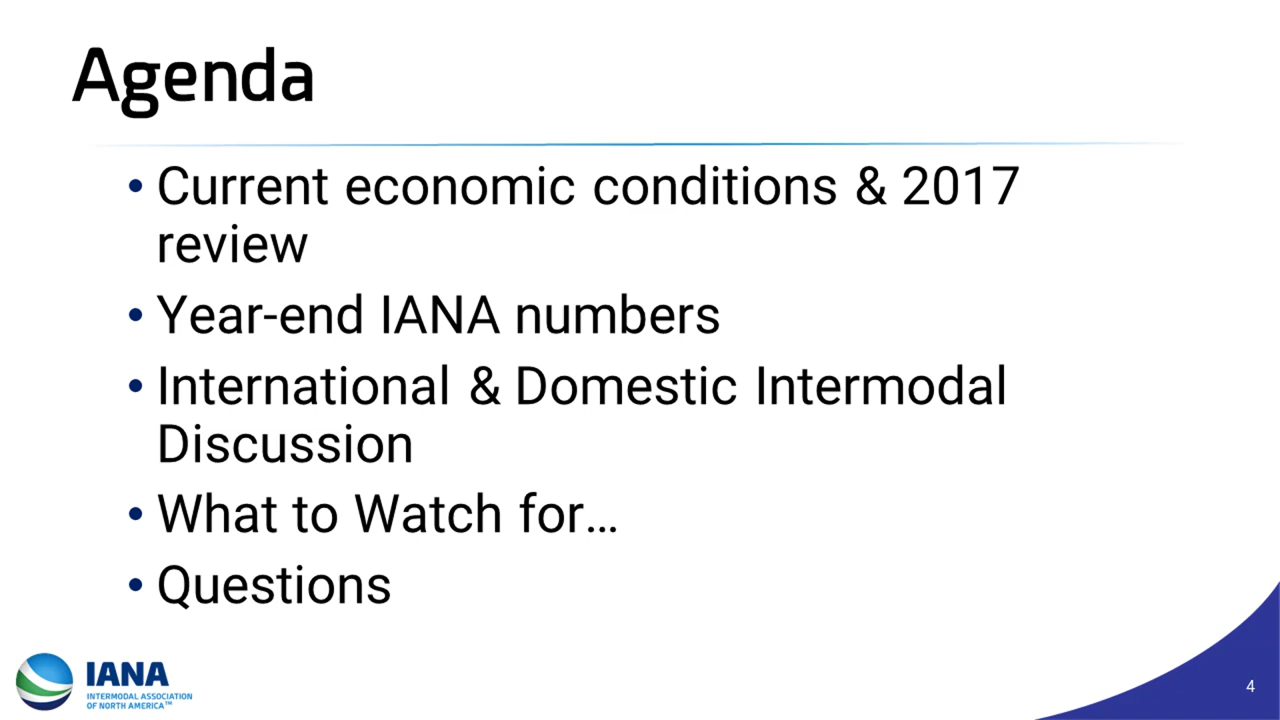 Agenda
• Current economic conditions & 2017
review
• Year-end IANA numbers
• International & Domestic Intermodal
Discussion
• What to Watch for…
• Questions
IANA
INTERMODAL ASSOCIATION
OF NORTH AMERICA™
4